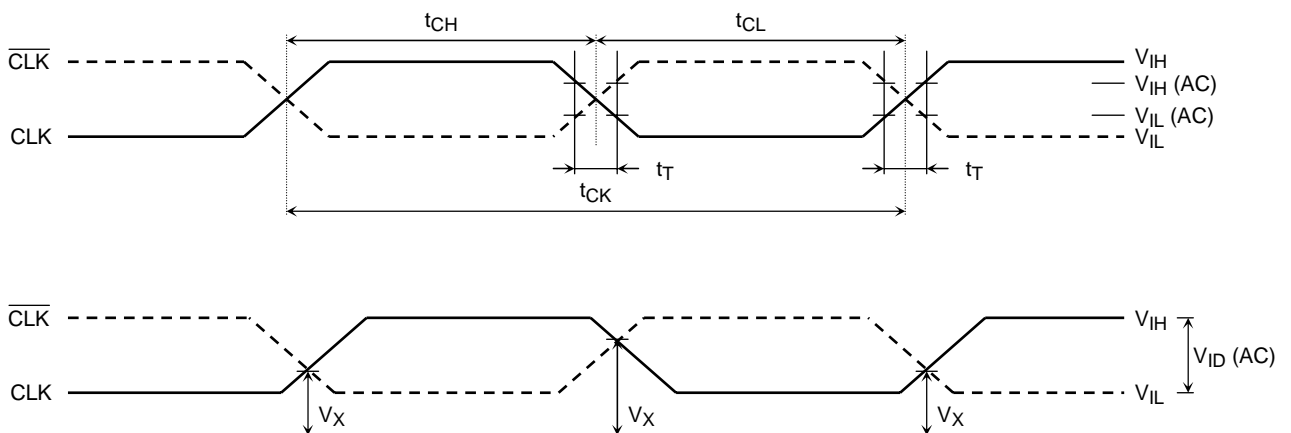 tCH
tCL
CLK
VIH
VIH (AC)
VIL (AC)
CLK
VIL
tT
tT
tCK
CLK
VIH
VID (AC)
CLK
VIL
VX
VX
VX